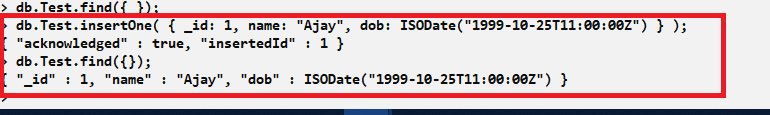 > db.Test.find({ });
> db.Test.insertOne( { _id: 1, name: "Ajay", dob: ISODate("1999-10-25T11:00:00Z") } );
{ "acknowledged" : true, "insertedId" : 1 }
> db.Test.find({});
{ "_id" : 1, "name" : "Ajay", "dob" : ISODate("1999-10-25T11:00:00Z") }
>